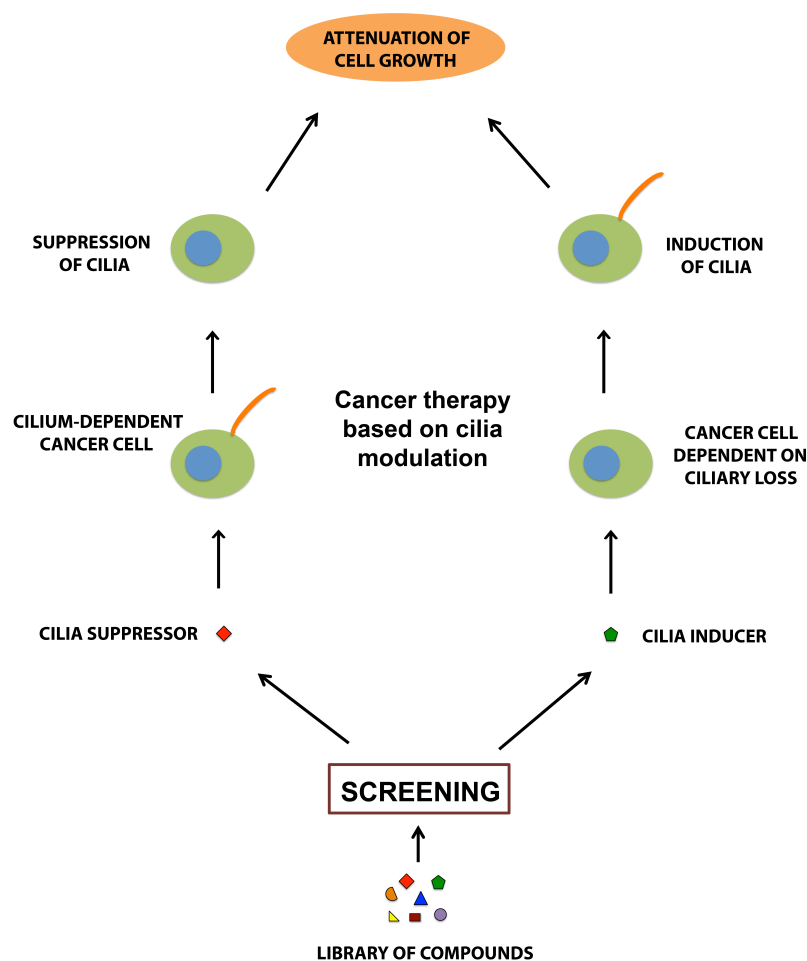 ATTENUATION OF
CELL GROWTH
SUPPRESSION
OF CILIA
INDUCTION
OF CILIA
CILIUM-DEPENDENT
CANCER CELL
Cancer therapy
based on cilia
modulation
CANCER CELL
DEPENDENT ON
CILIARY LOSS
CILIA SUPPRESSOR
CILIA INDUCER
SCREENING
LIBRARY OF COMPOUNDS